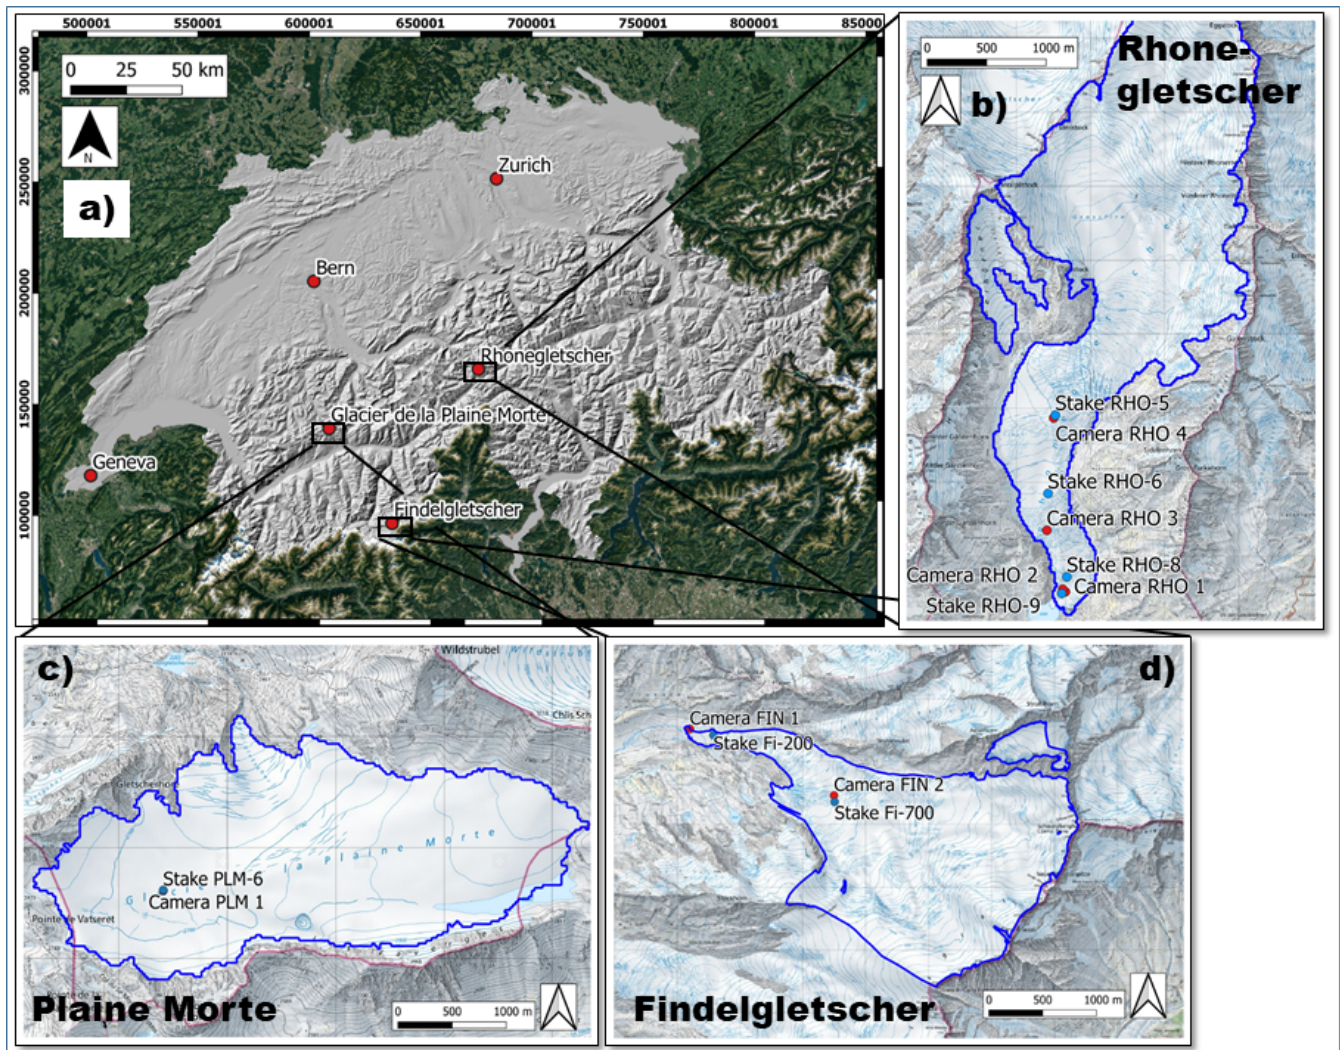 500001 550001 600001 650001 700001 750001 800001 85000
300000
250000
200000
150000
100000
0 25 50 km
N
a)
Zurich
Bern
Rhonegletscher
Glacier de la Plaine Morte
Geneva
Findelgletscher
0 500 1000 m
Rhone-
gletscher
b)
Stake RHO-5
Camera RHO 4
Stake RHO-6
Camera RHO 3
Stake RHO-8
Camera RHO 2
Camera RHO 1
Stake RHO-9
c)
Wildstrubel
Chlis Sch
Gletscherhorn
la Plaine Morte
Stake PLM-6
Camera PLM 1
Pointe de Vatseret
Plaine Morte
0 500 1000 m
d)
Camera FIN 1
Stake Fi-200
Camera FIN 2
Stake Fi-700
Findelgletscher
0 500 1000 m